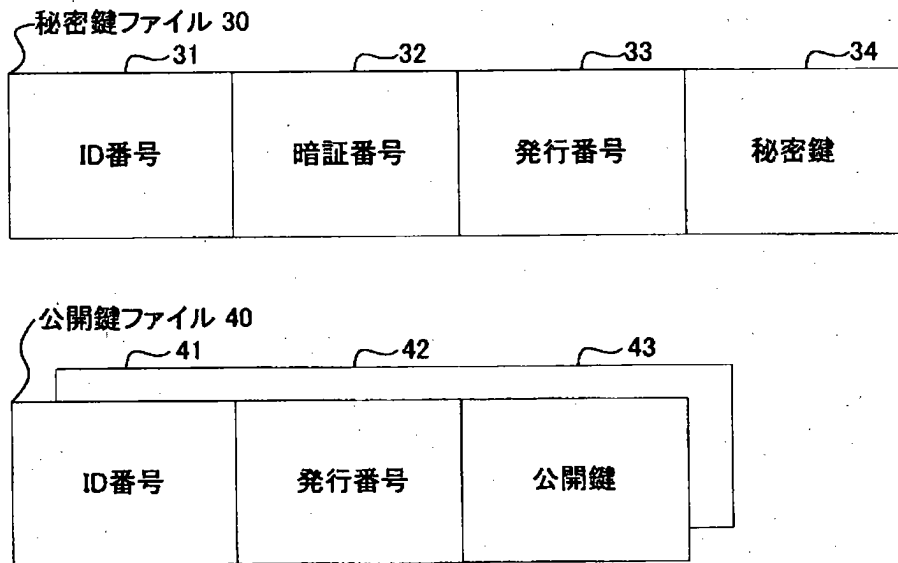 秘密鍵ファイル 30
31 32 33 34
ID番号 暗証番号 発行番号 秘密鍵
公開鍵ファイル 40
41 42 43
ID番号 発行番号 公開鍵